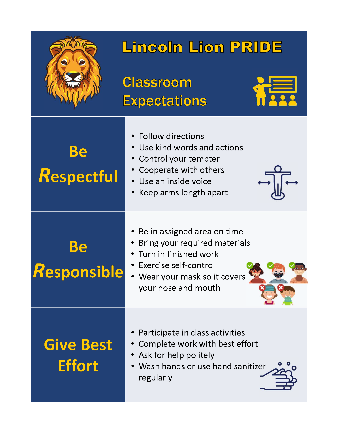 Lincoln Lion PRIDE
Classroom
Expectations
Be
Respectful
• Follow directions
• Use kind words and actions
• Control your temper
• Cooperate with others
• Use an inside voice
• Keep arms length apart
Be
Responsible
• Be in assigned area on time
• Bring your required materials
• Turn in finished work
• Exercise self-control
• Wear your mask so it covers
your nose and mouth
Give Best
Effort
• Participate in class activities
• Complete work with best effort
• Ask for help politely
• Wash hands or use hand sanitizer
regularly